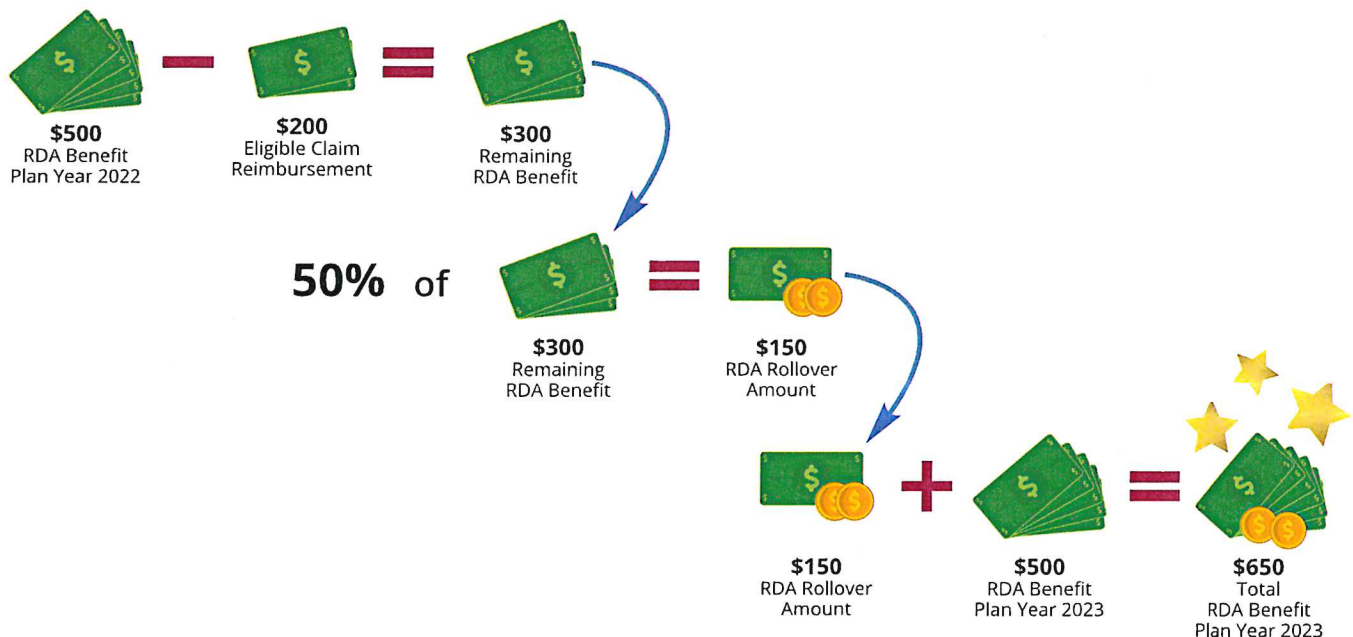 $500
RDA Benefit
Plan Year 2022
$200
Eligible Claim
Reimbursement
$300
Remaining
RDA Benefit
50% of
$300
Remaining
RDA Benefit
$150
RDA Rollover
Amount
$150
RDA Rollover
Amount
$500
RDA Benefit
Plan Year 2023
$650
Total
RDA Benefit
Plan Year 2023